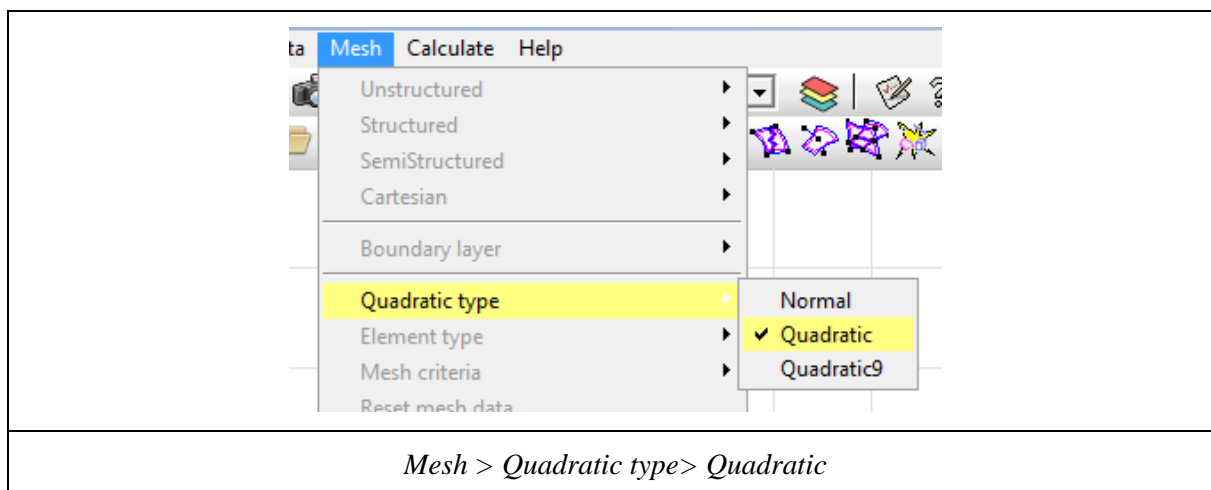 ta Mesh Calculate Help
Unstructured
Structured
SemiStructured
Cartesian
Boundary layer
Quadratic type
Normal
Element type
✔ Quadratic
Mesh criteria
Quadratic9
Reset mesh data
Mesh > Quadratic type> Quadratic